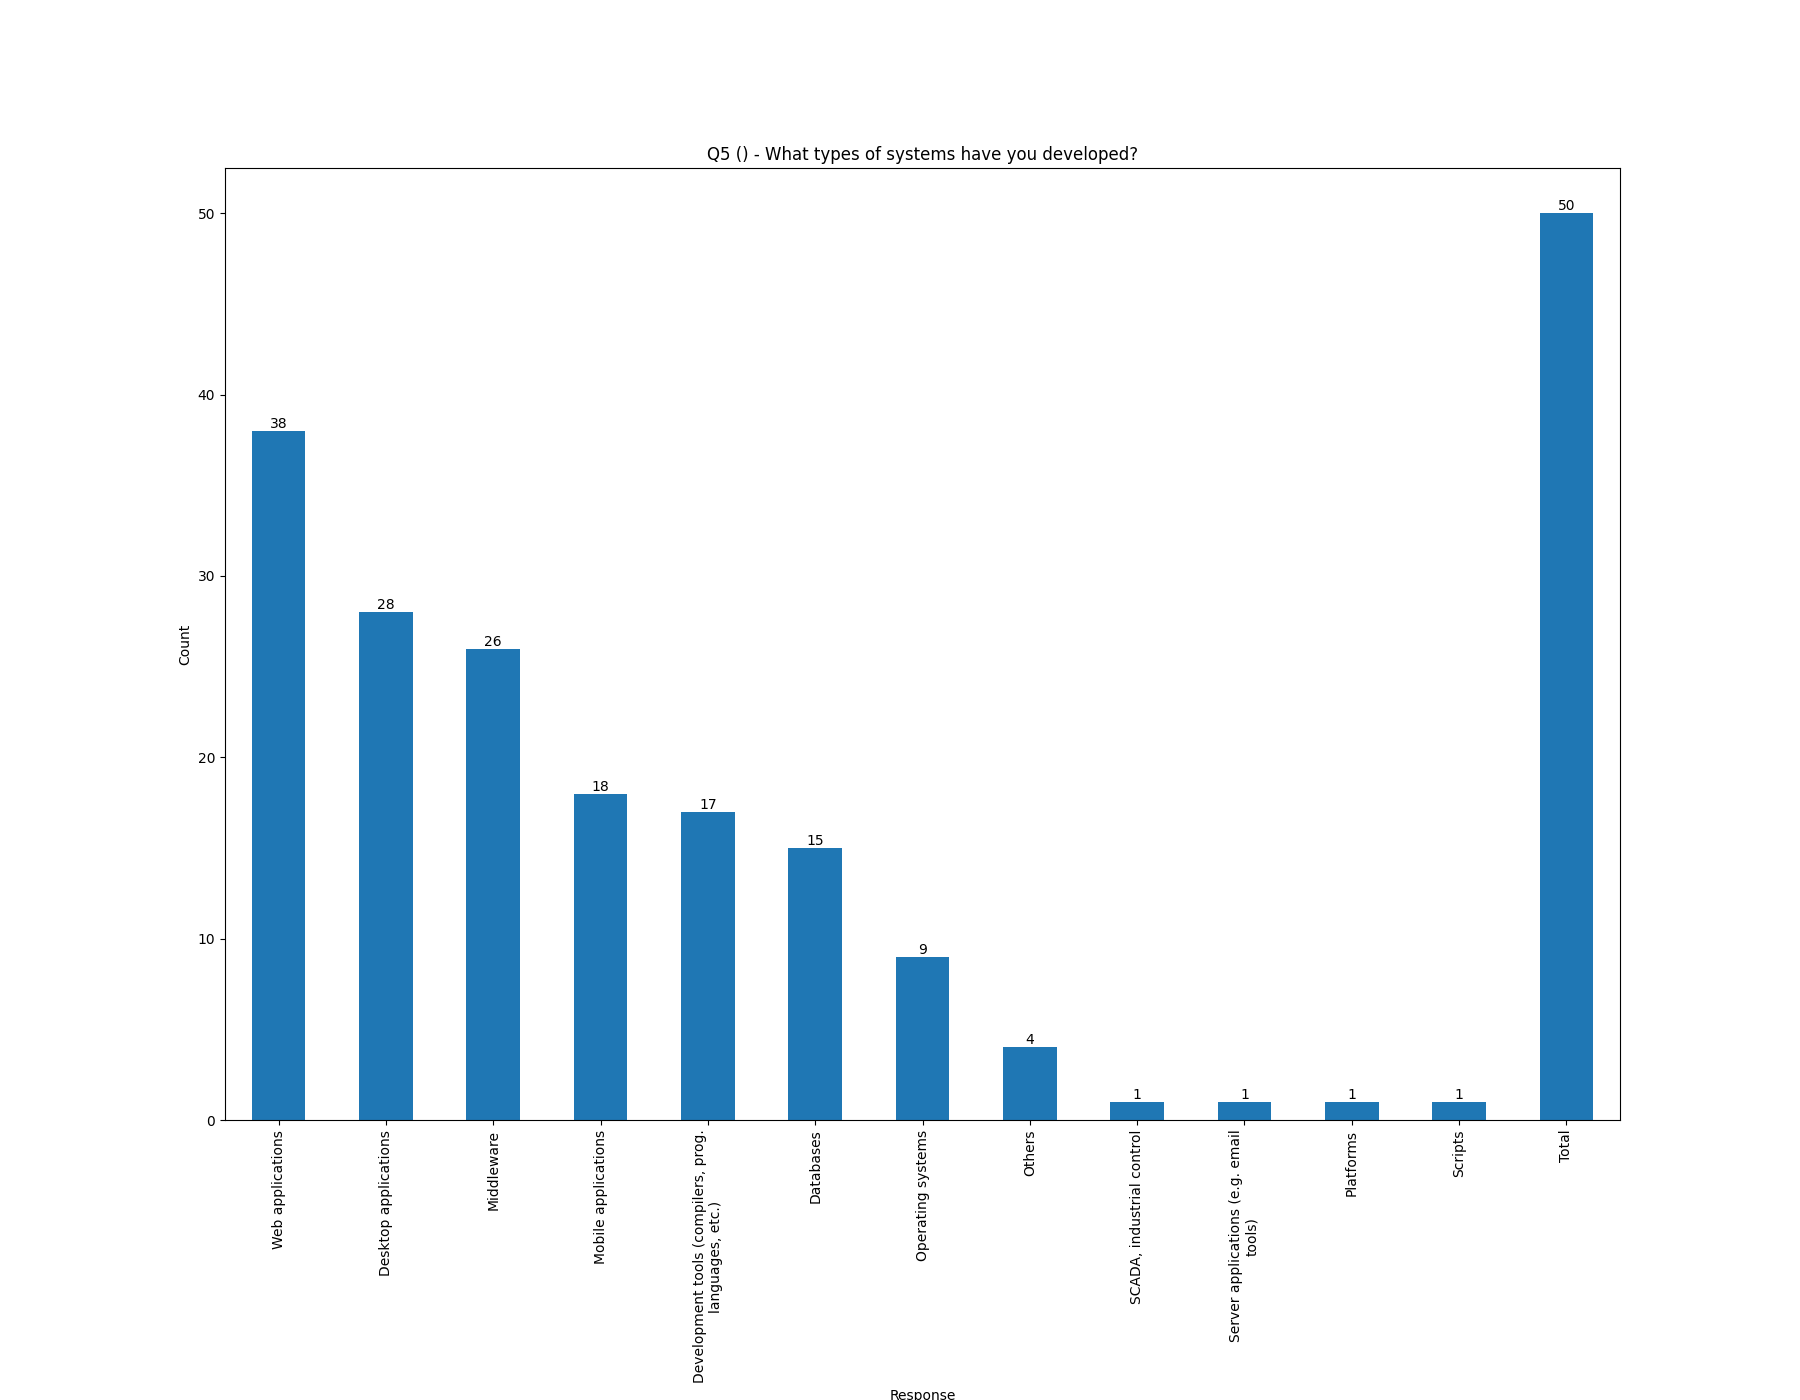 Q5 () - What types of systems have you developed?
50
40
30
20
10
0
Count
38
28
26
18
17
15
9
4
1
1
1
1
50
Web applications
Desktop applications
Middleware
Mobile applications
Development tools (compilers, prog.
languages, etc.)
Databases
Operating systems
Others
SCADA, industrial control
Server applications (e.g. email
tools)
Platforms
Scripts
Total
Response